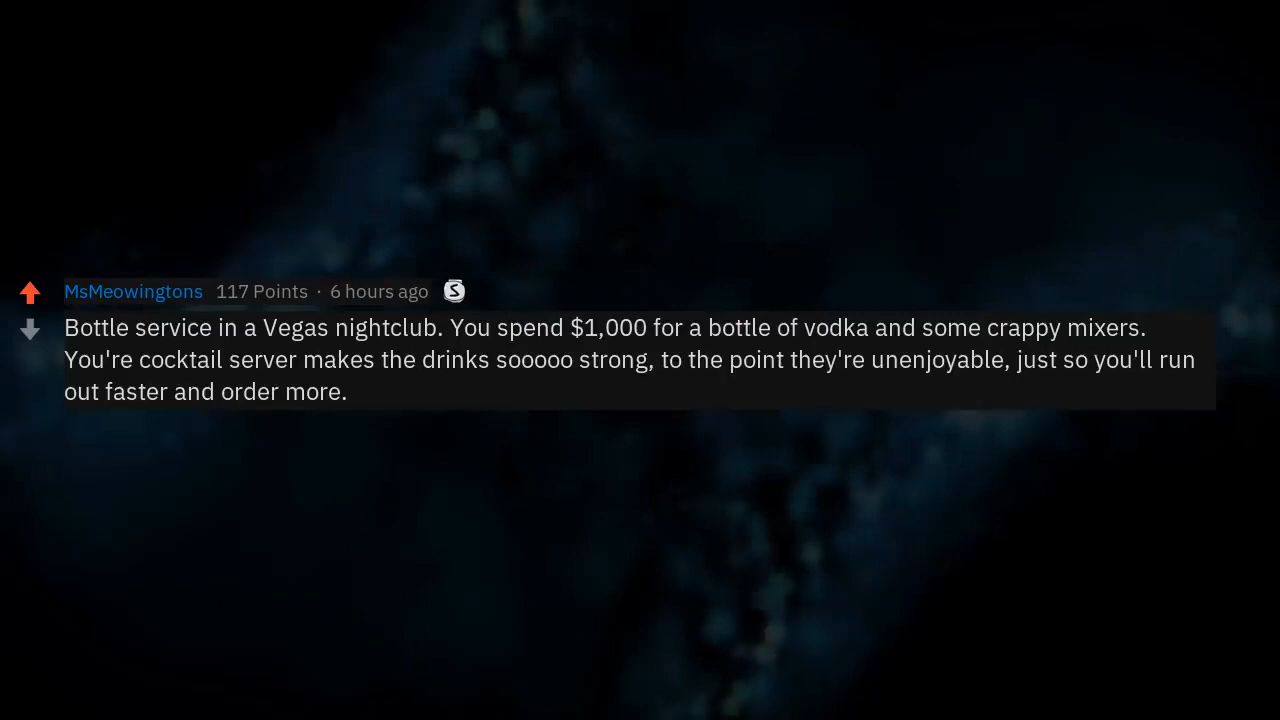 MsMeowingtons 117 Points · 6 hours ago S
Bottle service in a Vegas nightclub. You spend $1,000 for a bottle of vodka and some crappy mixers.
You're cocktail server makes the drinks sooooo strong, to the point they're unenjoyable, just so you'll run
out faster and order more.